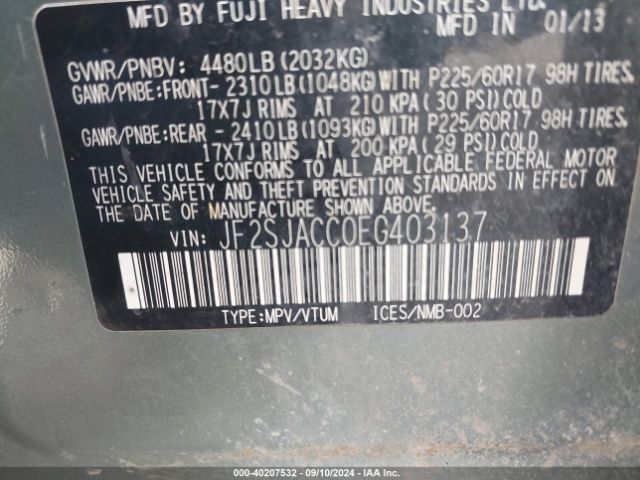 MFD BY FUJI HEAVY INDUSTRIES LTD.
MFD IN 01/13
GVWR/PNBV: 4480LB(2032KG)
GAWR/PNBE:FRONT- 2310LB(1048KG)WITH P225/60R17 98H TIRES,
17X7J RIMS AT 210 KPA(30 PSI)COLD
GAWR/PNBE:REAR - 2410LB(1093KG)WITH P225/60R17 98H TIRES,
17X7J RIMS AT 200 KPA(29 PSI)COLD
THIS VEHICLE CONFORMS TO ALL APPLICABLE FEDERAL MOTOR
VEHICLE SAFETY AND THEFT PREVENTION STANDARDS IN EFFECT ON
THE DATE OF MANUFACTURE SHOWN ABOVE.
VIN: JF2SJACC0EG403137
TYPE:MPV/VTUM ICES/NMB-002
000-40207532 - 09/10/2024 - IAA Inc.